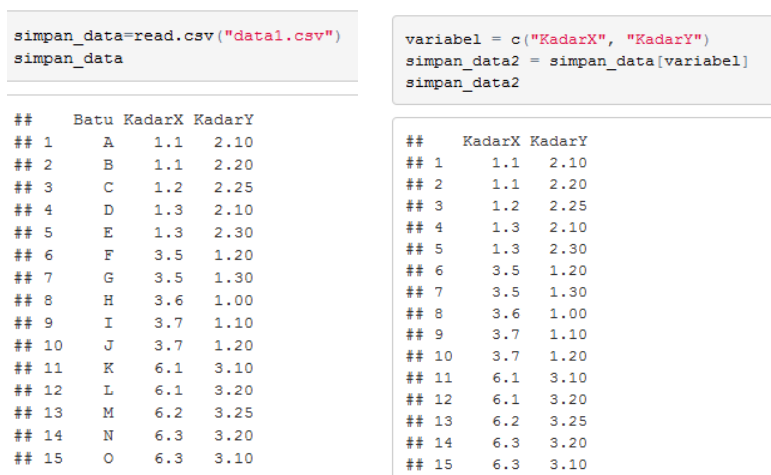 simpan_data=read.csv("data1.csv")
simpan_data
##    Batu KadarX KadarY
## 1     A    1.1   2.10
## 2     B    1.1   2.20
## 3     C    1.2   2.25
## 4     D    1.3   2.10
## 5     E    1.3   2.30
## 6     F    3.5   1.20
## 7     G    3.5   1.30
## 8     H    3.6   1.00
## 9     I    3.7   1.10
## 10    J    3.7   1.20
## 11    K    6.1   3.10
## 12    L    6.1   3.20
## 13    M    6.2   3.25
## 14    N    6.3   3.20
## 15    O    6.3   3.10
variabel = c("KadarX", "KadarY")
simpan_data2 = simpan_data[variabel]
simpan_data2
##    KadarX KadarY
## 1     1.1   2.10
## 2     1.1   2.20
## 3     1.2   2.25
## 4     1.3   2.10
## 5     1.3   2.30
## 6     3.5   1.20
## 7     3.5   1.30
## 8     3.6   1.00
## 9     3.7   1.10
## 10    3.7   1.20
## 11    6.1   3.10
## 12    6.1   3.20
## 13    6.2   3.25
## 14    6.3   3.20
## 15    6.3   3.10